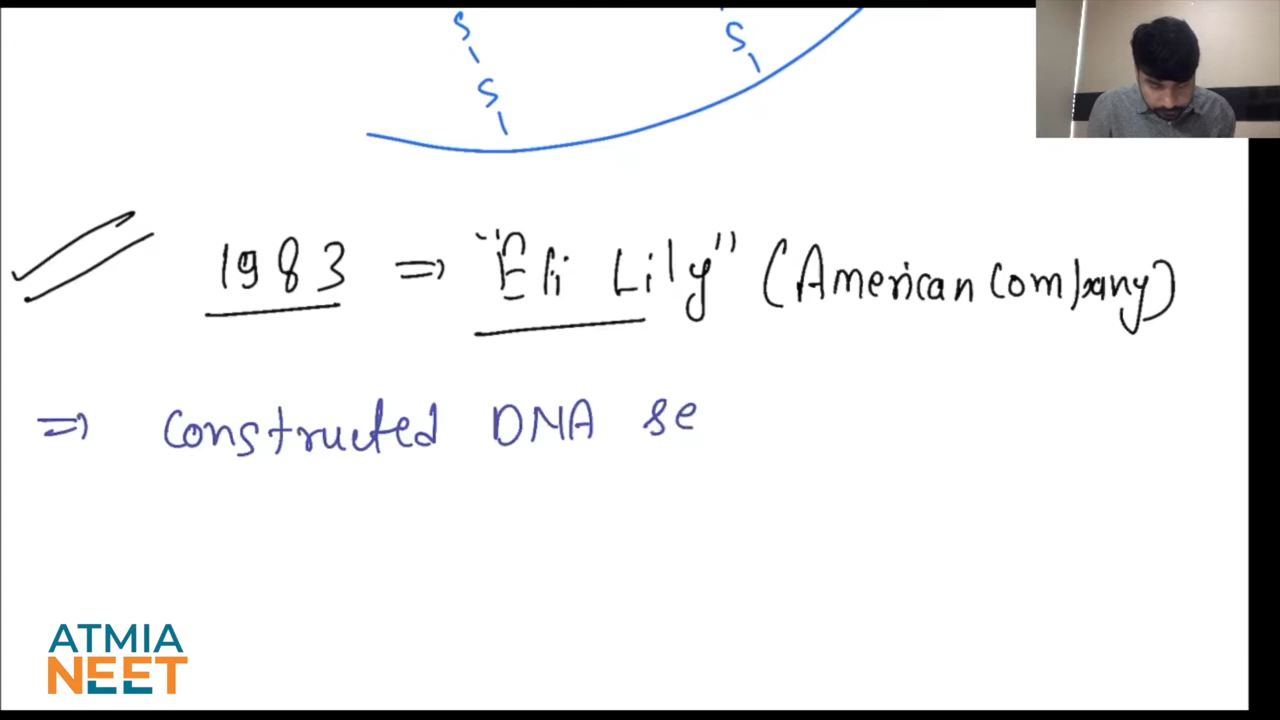 S
S
S
1983 ⇒ "Eli Lily" (American Company)
⇒ Constructed DNA se
ATMIA
NEET